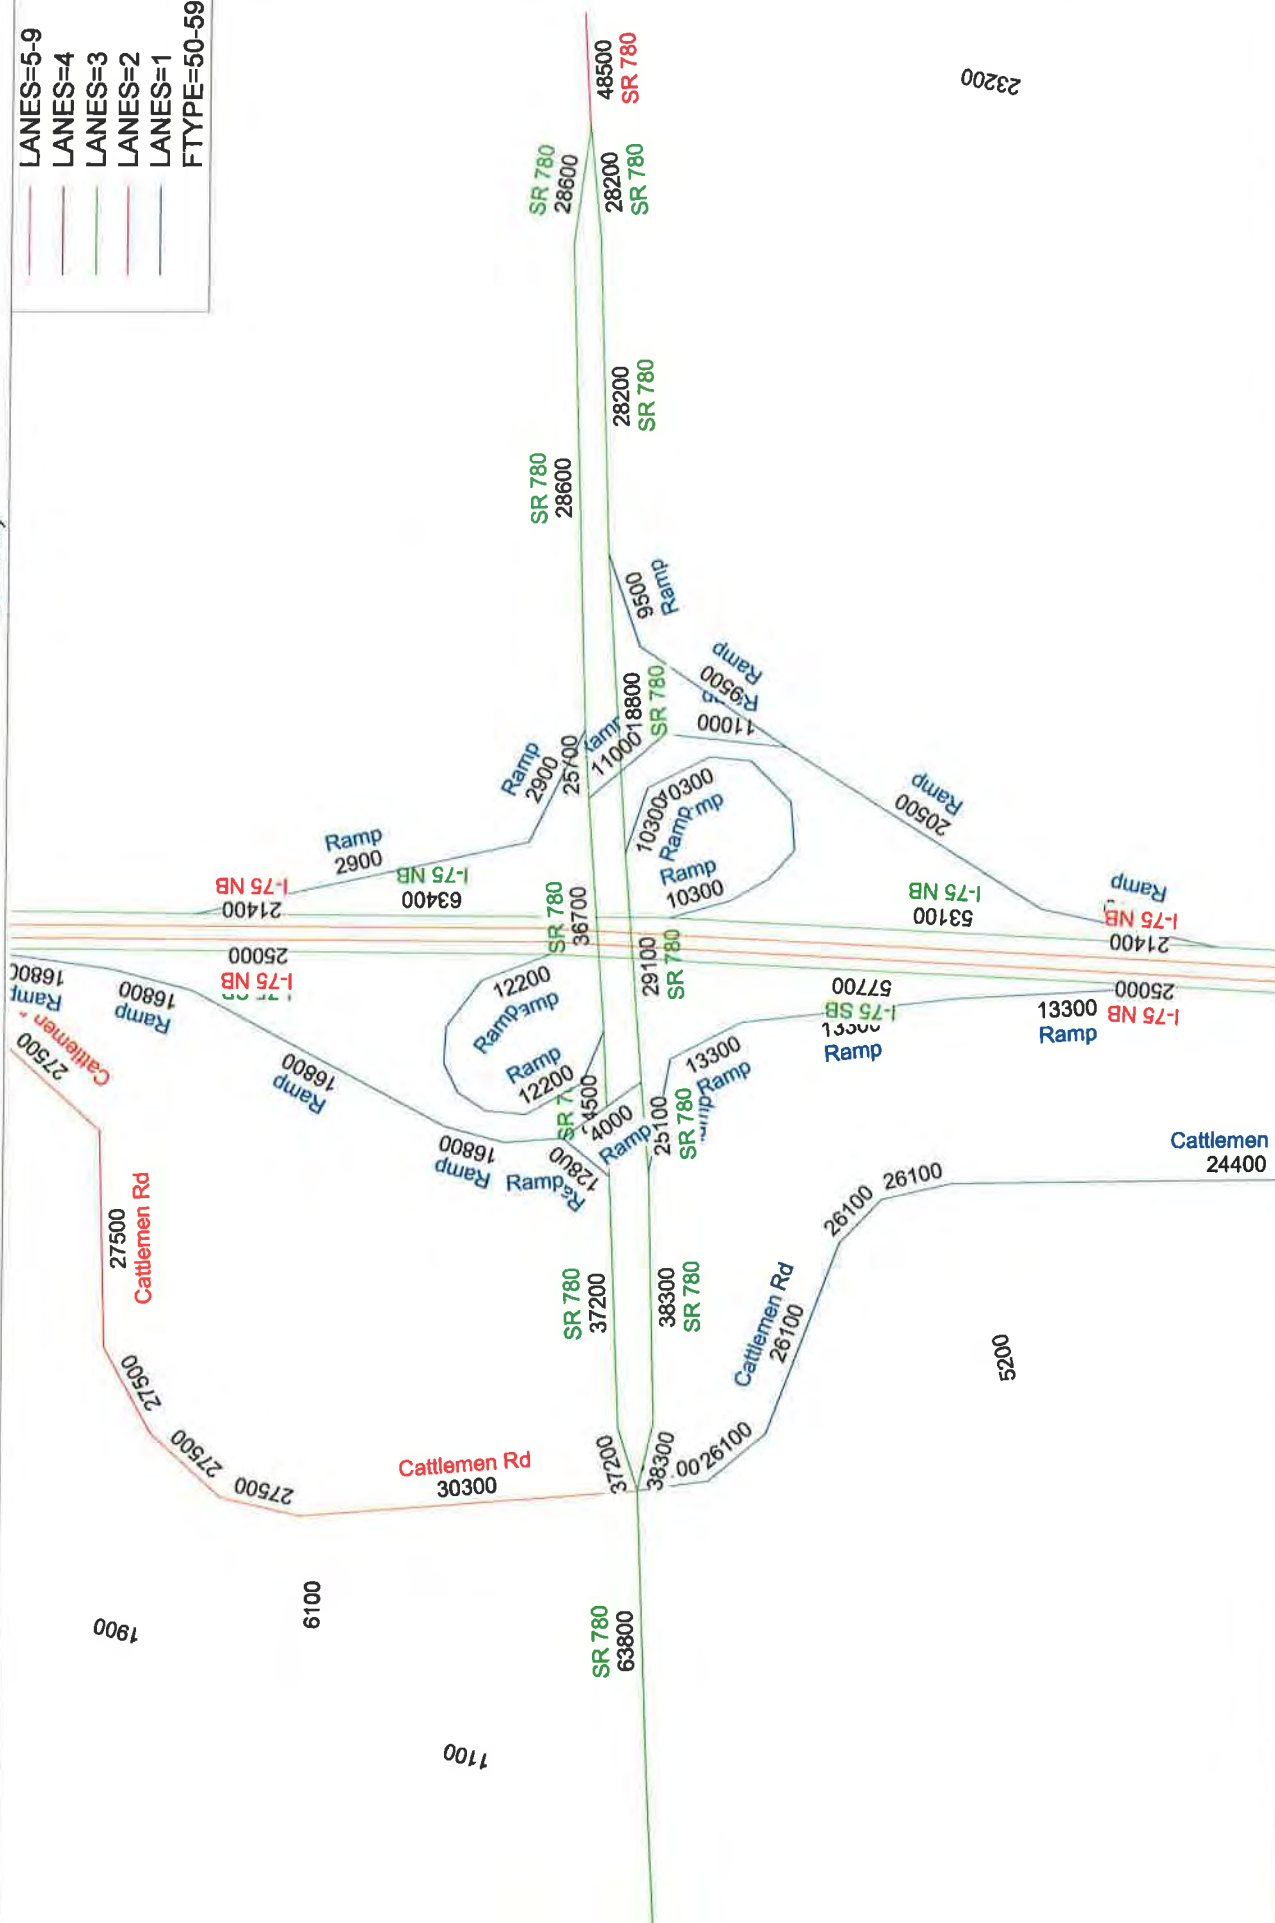 LANES=5-9
LANES=4
LANES=3
LANES=2
LANES=1
FTYPE=50-59
48500
SR 780
23200
SR 780
28600
28200
SR 780
28200
SR 780
SR 780
28600
9500
Ramp
Ramp
9500
11000
18800
SR 780
11000
25700
Ramp
2900
Ramp
2900
I-75 NB
21400
I-75 NB
63400
10300
10300
Ramp
Ramp
10300
Ramp
20500
I-75 NB
53100
Ramp
I-75 NB
21400
SR 780
36700
29100
SR 780
25000
I-75 NB
16800
Ramp
16800
Ramp
Cattlemen
27500
12200
Ramp
Ramp
12200
57700
I-75 SB
13300
Ramp
13300
Ramp
25000
I-75 NB
16800
Ramp
13300
Ramp
4500
4000
Ramp
25100
SR 780
16800
Ramp
Ramp
12800
Cattlemen
24400
26100
26100
27500
Cattlemen Rd
SR 780
37200
38300
SR 780
Cattlemen Rd
26100
5200
27500
27500
27500
Cattlemen Rd
30300
37200
38300
26100
6100
1900
SR 780
63800
1100